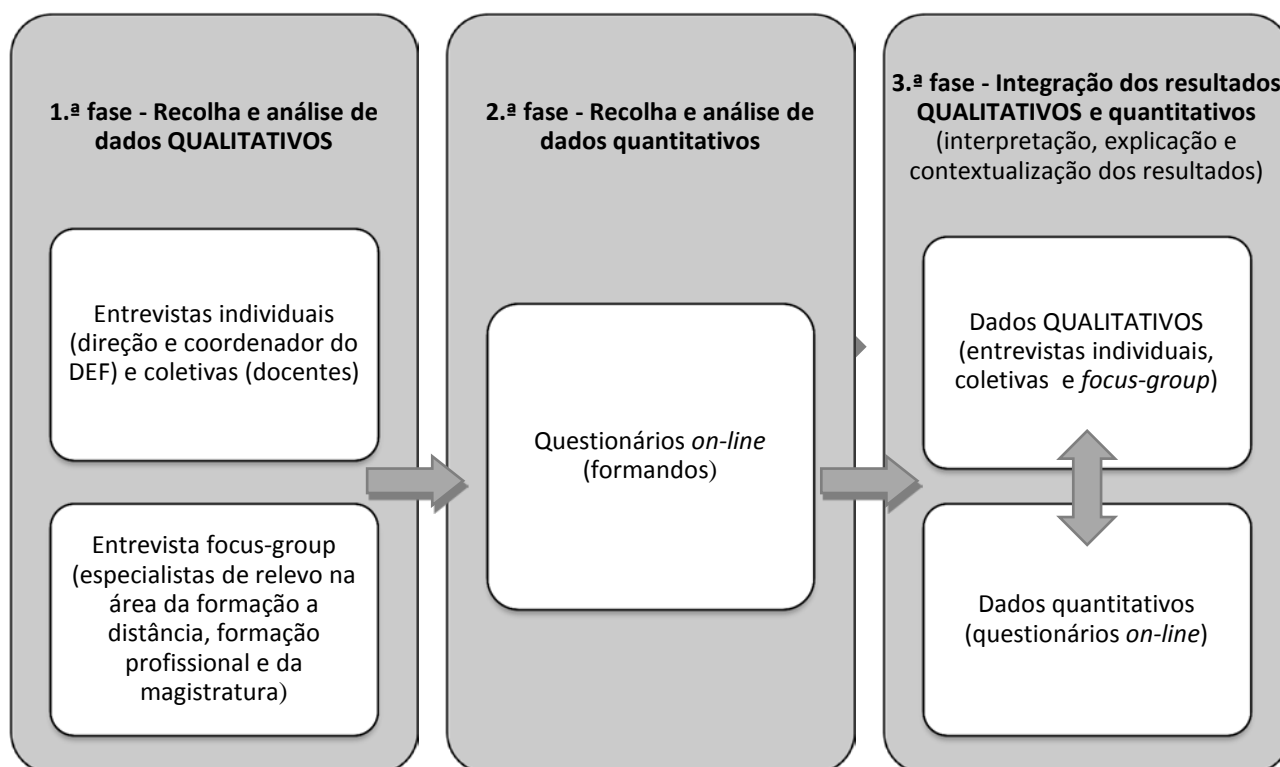 1.ª fase - Recolha e análise de
dados QUALITATIVOS
Entrevistas individuais
(direção e coordenador do
DEF) e coletivas (docentes)
Entrevista focus-group
(especialistas de relevo na
área da formação a
distância, formação
profissional e da
magistratura)
2.ª fase - Recolha e análise de
dados quantitativos
Questionários on-line
(formandos)
3.ª fase - Integração dos resultados
QUALITATIVOS e quantitativos
(interpretação, explicação e
contextualização dos resultados)
Dados QUALITATIVOS
(entrevistas individuais,
coletivas e focus-group)
Dados quantitativos
(questionários on-line)